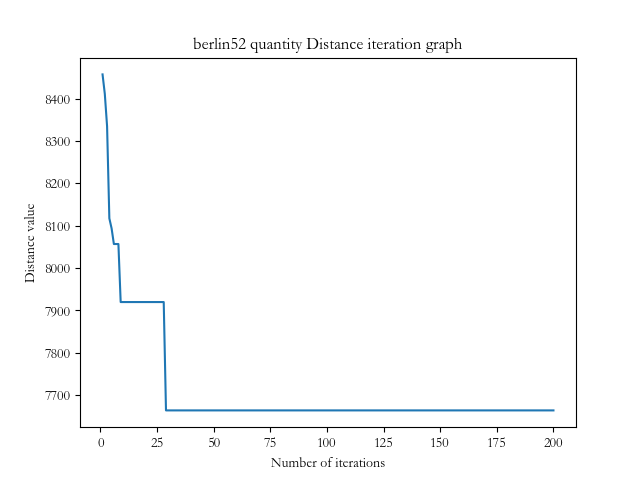 berlin52 quantity Distance iteration graph
8400
8300
8200
8100
8000
7900
7800
7700
Distance value
0 25 50 75 100 125 150 175 200
Number of iterations